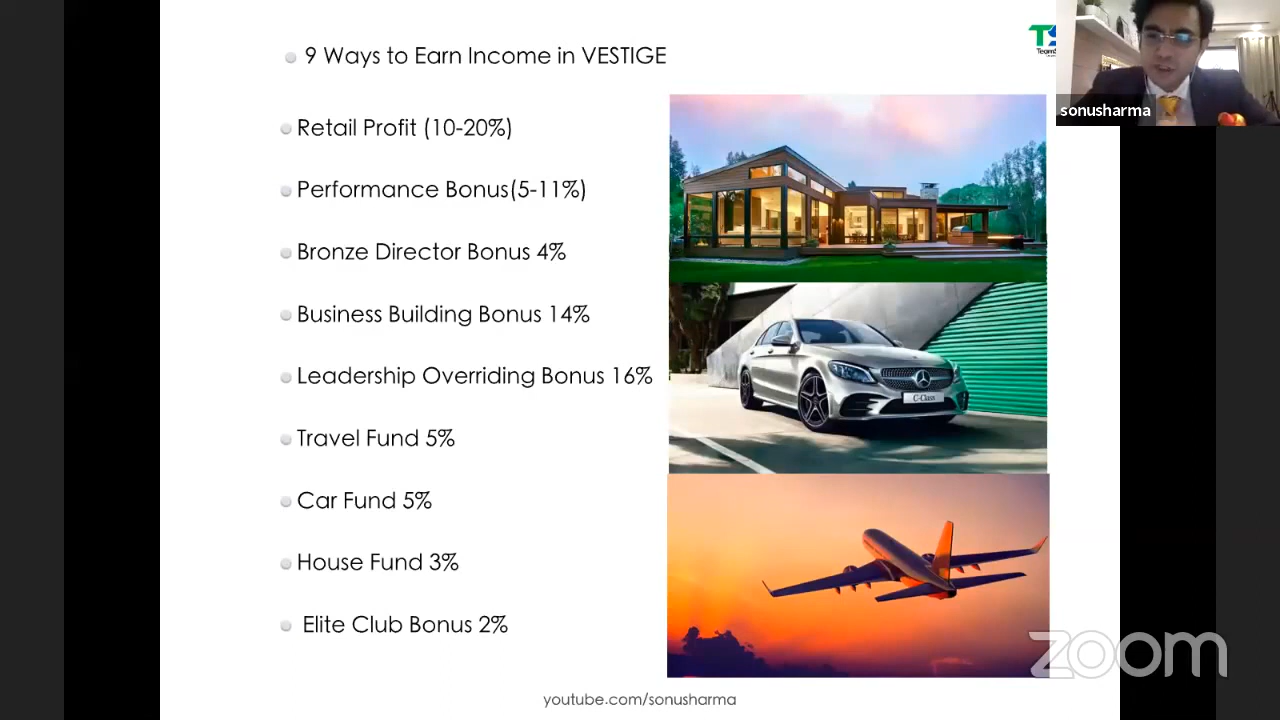 9 Ways to Earn Income in VESTIGE
sonusharma
Retail Profit (10-20%)
Performance Bonus(5-11%)
Bronze Director Bonus 4%
Business Building Bonus 14%
Leadership Overriding Bonus 16%
Travel Fund 5%
Car Fund 5%
House Fund 3%
Elite Club Bonus 2%
C-Class
zoom
youtube.com/sonusharma